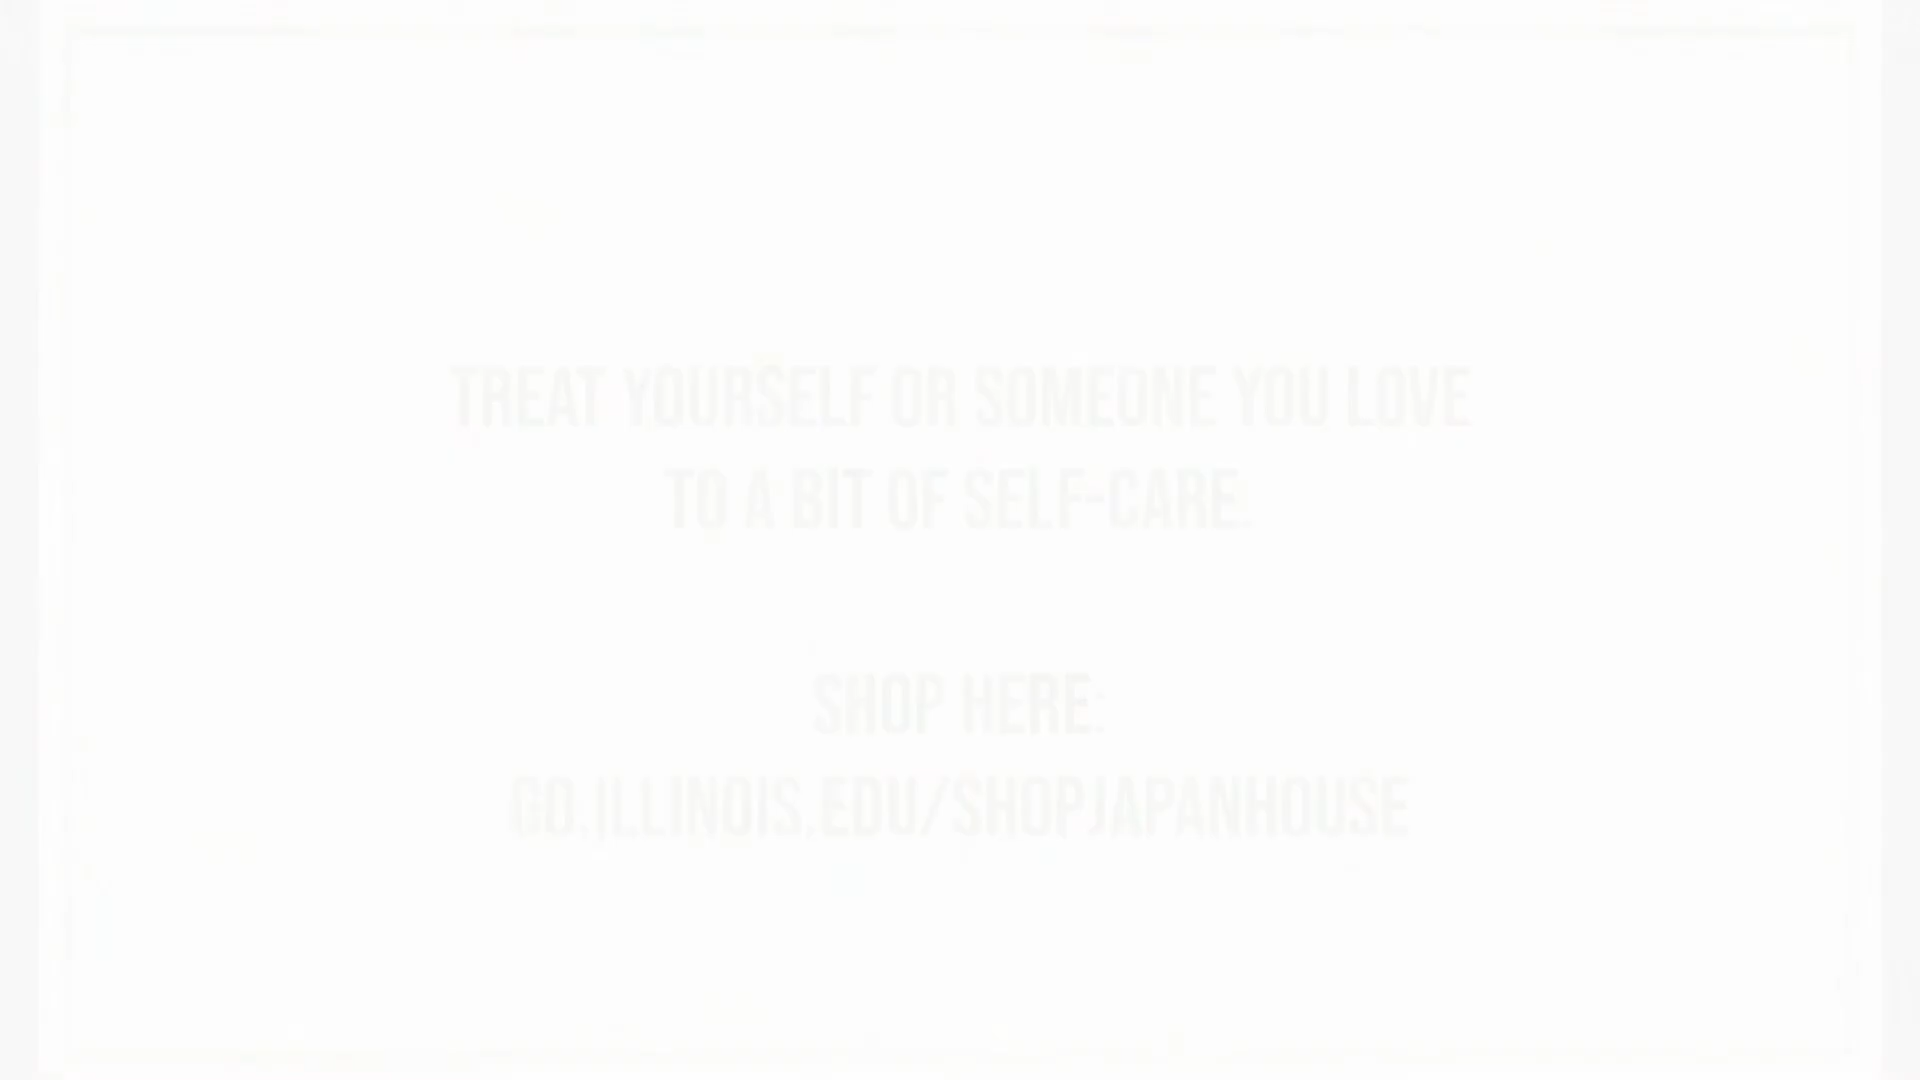 TREAT YOURSELF OR SOMEONE YOU LOVE
TO A BIT OF SELF-CARE.
SHOP HERE:
GO.ILLINOIS.EDU/SHOPJAPANHOUSE